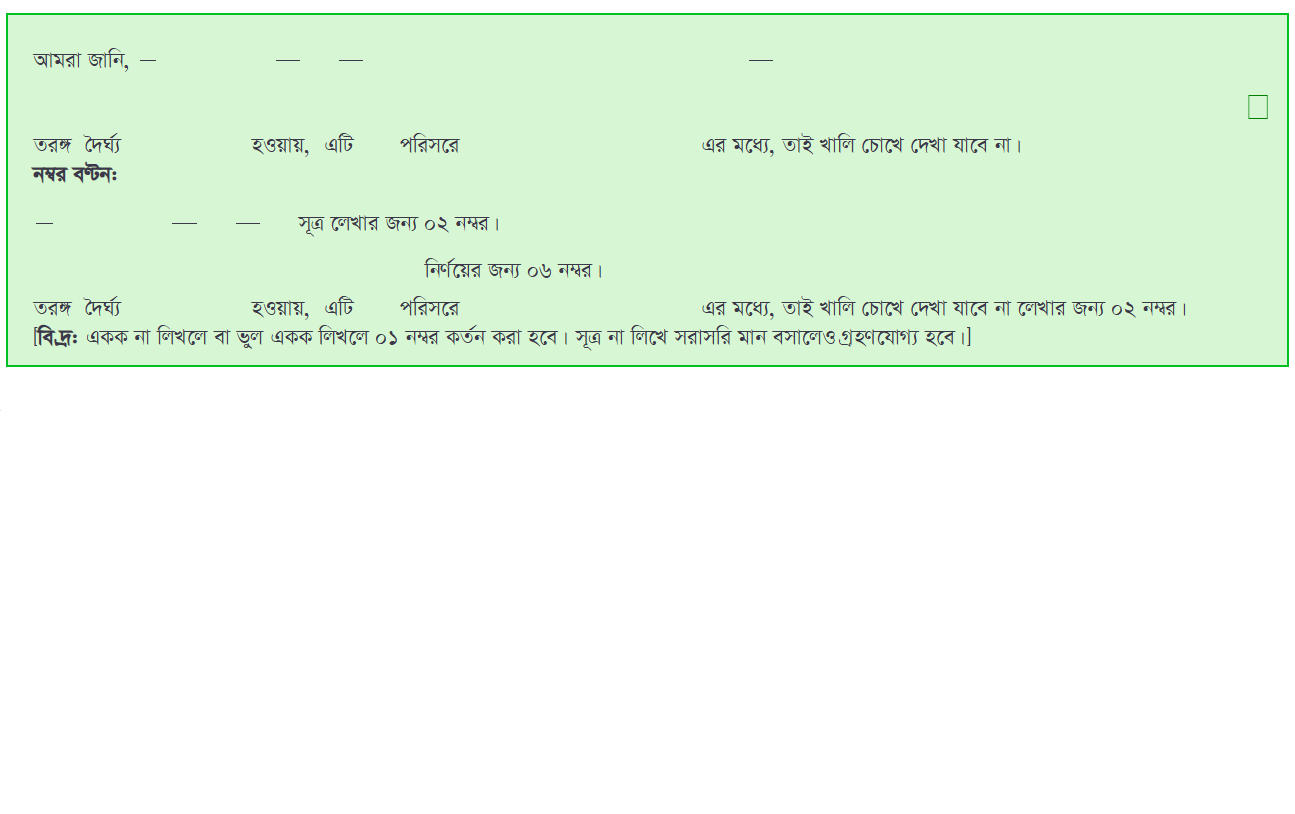 আমরা জানি,
তরঙ্গ দৈর্ঘ্য হওয়ায়, এটি পরিসরে এর মধ্যে, তাই খালি চোখে দেখা যাবে না।
নম্বর বণ্টন:
সূত্র লেখার জন্য ০২ নম্বর।
নির্ণয়ের জন্য ০৬ নম্বর।
তরঙ্গ দৈর্ঘ্য হওয়ায়, এটি পরিসরে এর মধ্যে, তাই খালি চোখে দেখা যাবে না লেখার জন্য ০২ নম্বর।
[বি.দ্র: একক না লিখলে বা ভুল একক লিখলে ০১ নম্বর কর্তন করা হবে। সূত্র না লিখে সরাসরি মান বসালেও গ্রহণযোগ্য হবে।]